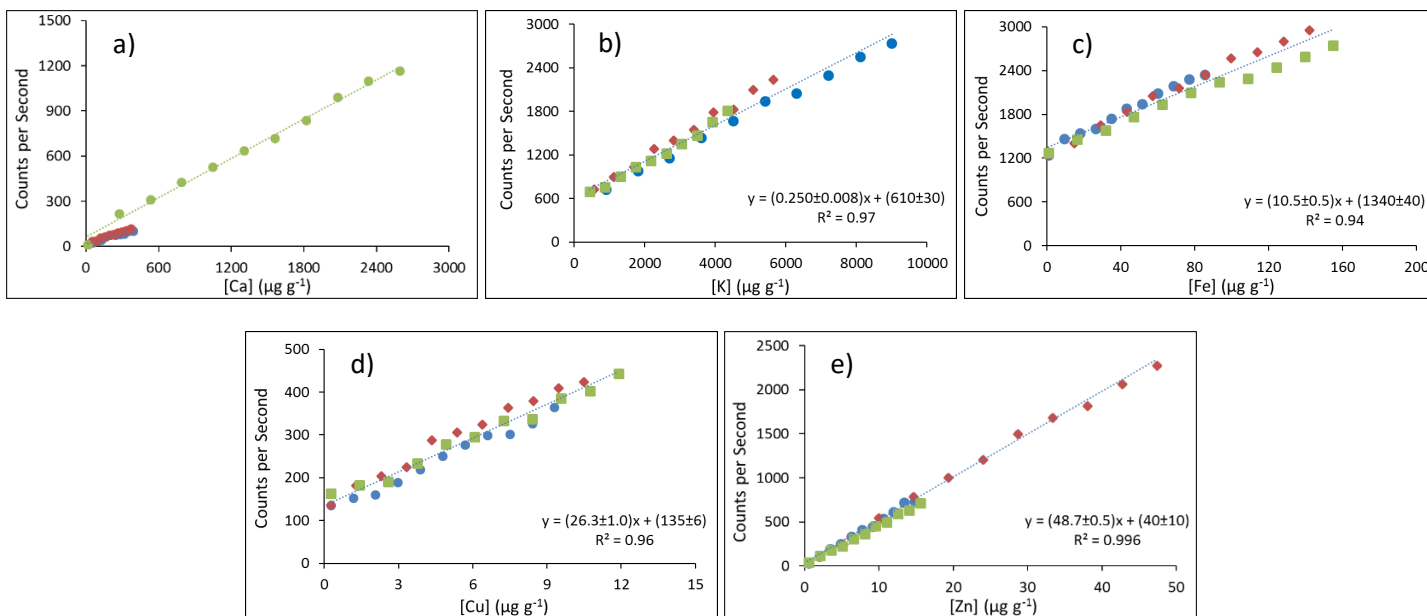 a)
Counts per Second
1500
1200
900
600
300
0
0 600 1200 1800 2400 3000
[Ca] (µg g⁻¹)
b)
Counts per Second
3000
2400
1800
1200
600
0
y = (0.250±0.008)x + (610±30)
R² = 0.97
0 2000 4000 6000 8000 10000
[K] (µg g⁻¹)
c)
Counts per Second
3000
2400
1800
1200
600
0
y = (10.5±0.5)x + (1340±40)
R² = 0.94
0 40 80 120 160 200
[Fe] (µg g⁻¹)
d)
Counts per Second
500
400
300
200
100
0
y = (26.3±1.0)x + (135±6)
R² = 0.96
0 3 6 9 12 15
[Cu] (µg g⁻¹)
e)
Counts per Second
2500
2000
1500
1000
500
0
y = (48.7±0.5)x + (40±10)
R² = 0.996
0 10 20 30 40 50
[Zn] (µg g⁻¹)